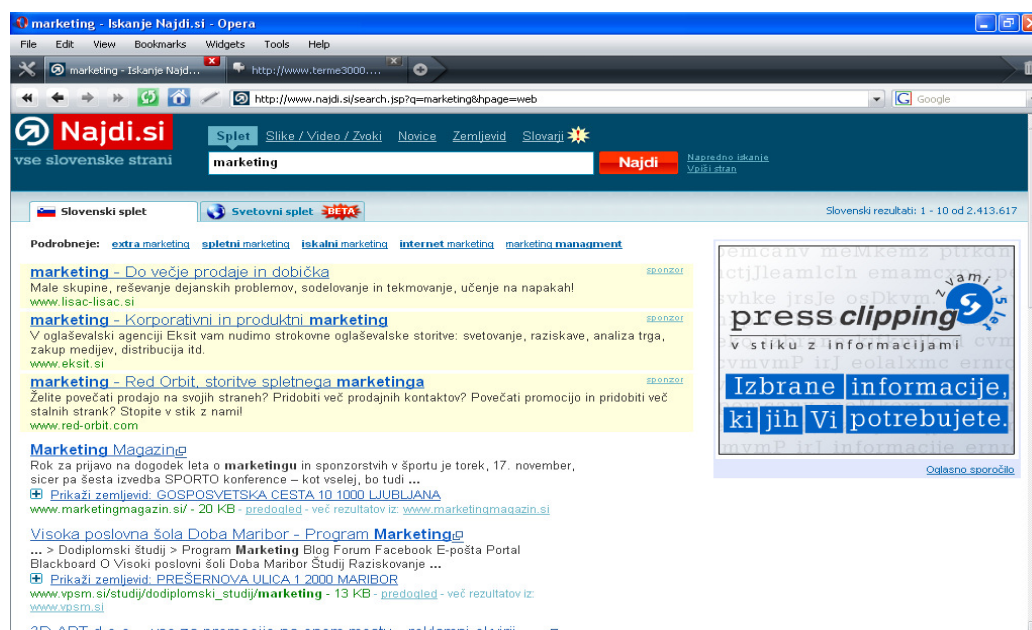 marketing - Iskanje Najdi.si - Opera
File Edit View Bookmarks Widgets Tools Help
marketing - Iskanje Najd... http://www.terme3000....
http://www.najdi.si/search.jsp?q=marketing&hpage=web Google
Najdi.si
vse slovenske strani
Splet Slike / Video / Zvoki Novice Zemljevid Slovarji
marketing Najdi
Napredno iskanje
Vpiši stran
Slovenski splet Svetovni splet BETA Slovenski rezultati: 1 - 10 od 2.413.617
Podrobneje: extra marketing spletni marketing iskalni marketing internet marketing marketing managment
marketing - Do večje prodaje in dobička sponzor
Male skupine, reševanje dejanskih problemov, sodelovanje in tekmovanje, učenje na napakah!
www.lisac-lisac.si
marketing - Korporativni in produktni marketing sponzor
V oglaševalski agenciji Eksit vam nudimo strokovne oglaševalske storitve: svetovanje, raziskave, analiza trga,
zakup medijev, distribucija itd.
www.eksit.si
marketing - Red Orbit, storitve spletnega marketinga sponzor
Želite povečati prodajo na svojih straneh? Pridobiti več prodajnih kontaktov? Povečati promocijo in pridobiti več
stalnih strank? Stopite v stik z nami!
www.red-orbit.com
Marketing Magazin
Rok za prijavo na dogodek leta o marketingu in sponzorstvih v športu je torek, 17. november,
sicer pa šesta izvedba SPORTO konference – kot vselej, bo tudi ...
Prikaži zemljevid: GOSPOSVETSKA CESTA 10 1000 LJUBLJANA
www.marketingmagazin.si/ - 20 KB - predogled - več rezultatov iz: www.marketingmagazin.si
Visoka poslovna šola Doba Maribor - Program Marketing
... > Dodiplomski študij > Program Marketing Blog Forum Facebook E-pošta Portal
Blackboard O Visoki poslovni šoli Doba Maribor Študij Raziskovanje ...
Prikaži zemljevid: PREŠERNOVA ULICA 1 2000 MARIBOR
www.vpsm.si/studij/dodiplomski_studij/marketing - 13 KB - predogled - več rezultatov iz:
www.vpsm.si
z vami 15 let
press clipping
v stiku z informacijami
Izbrane informacije,
ki jih Vi potrebujete.
Oglasno sporočilo